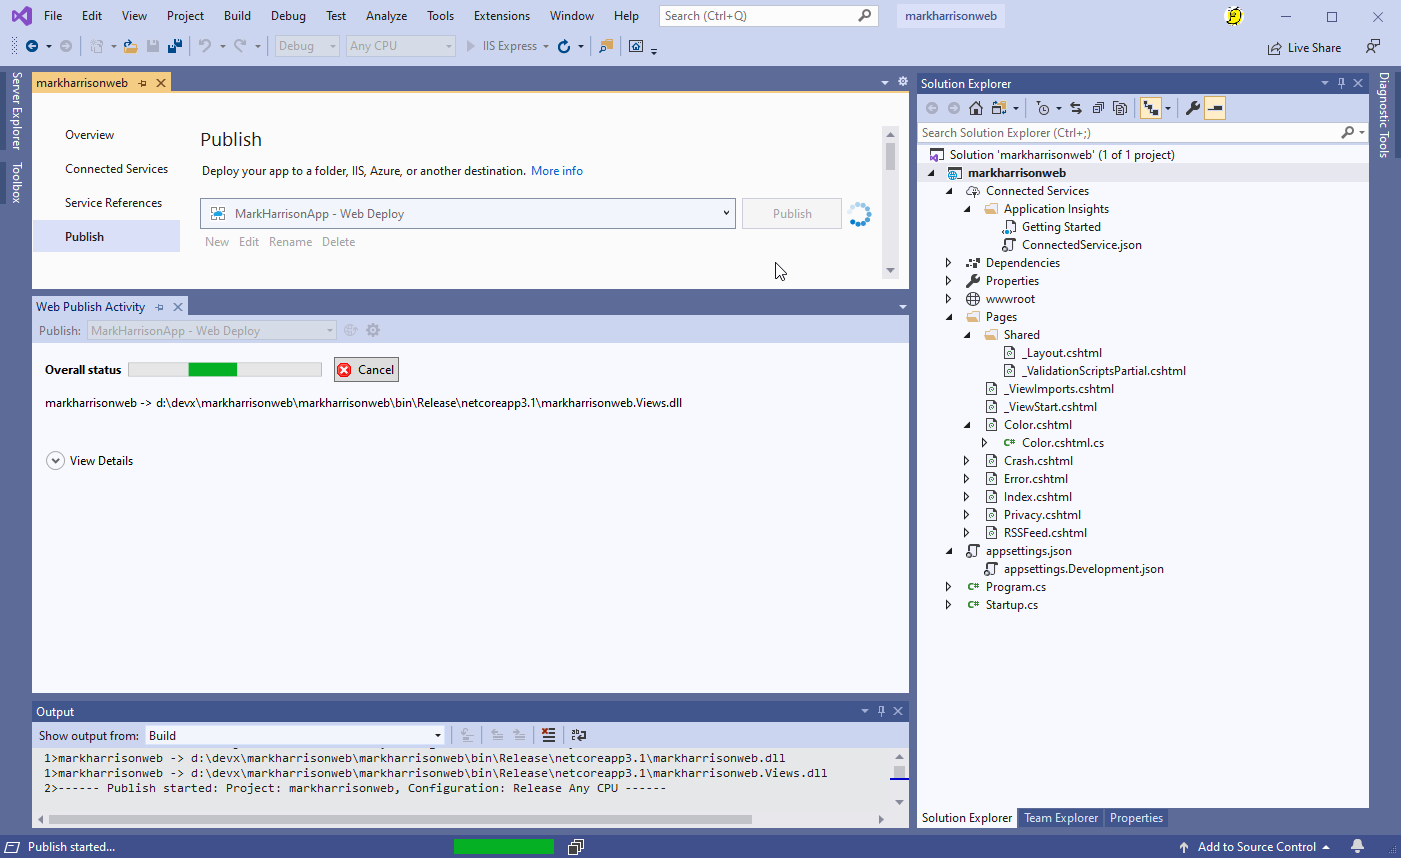 File Edit View Project Build Debug Test Analyze Tools Extensions Window Help Search (Ctrl+Q) markharrisonweb
Debug Any CPU IIS Express Live Share
Server Explorer
Toolbox
markharrisonweb
Overview
Connected Services
Service References
Publish
Publish
Deploy your app to a folder, IIS, Azure, or another destination. More info
MarkHarrisonApp - Web Deploy Publish
New Edit Rename Delete
Web Publish Activity
Publish: MarkHarrisonApp - Web Deploy
Overall status Cancel
markharrisonweb -> d:\devx\markharrisonweb\markharrisonweb\bin\Release\netcoreapp3.1\markharrisonweb.Views.dll
View Details
Output
Show output from: Build
1>markharrisonweb -> d:\devx\markharrisonweb\markharrisonweb\bin\Release\netcoreapp3.1\markharrisonweb.dll
1>markharrisonweb -> d:\devx\markharrisonweb\markharrisonweb\bin\Release\netcoreapp3.1\markharrisonweb.Views.dll
2>------ Publish started: Project: markharrisonweb, Configuration: Release Any CPU ------
Solution Explorer
Search Solution Explorer (Ctrl+;)
Solution 'markharrisonweb' (1 of 1 project)
markharrisonweb
Connected Services
Application Insights
Getting Started
ConnectedService.json
Dependencies
Properties
wwwroot
Pages
Shared
_Layout.cshtml
_ValidationScriptsPartial.cshtml
_ViewImports.cshtml
_ViewStart.cshtml
Color.cshtml
C# Color.cshtml.cs
Crash.cshtml
Error.cshtml
Index.cshtml
Privacy.cshtml
RSSFeed.cshtml
appsettings.json
appsettings.Development.json
C# Program.cs
C# Startup.cs
Solution Explorer Team Explorer Properties
Diagnostic Tools
Publish started... Add to Source Control